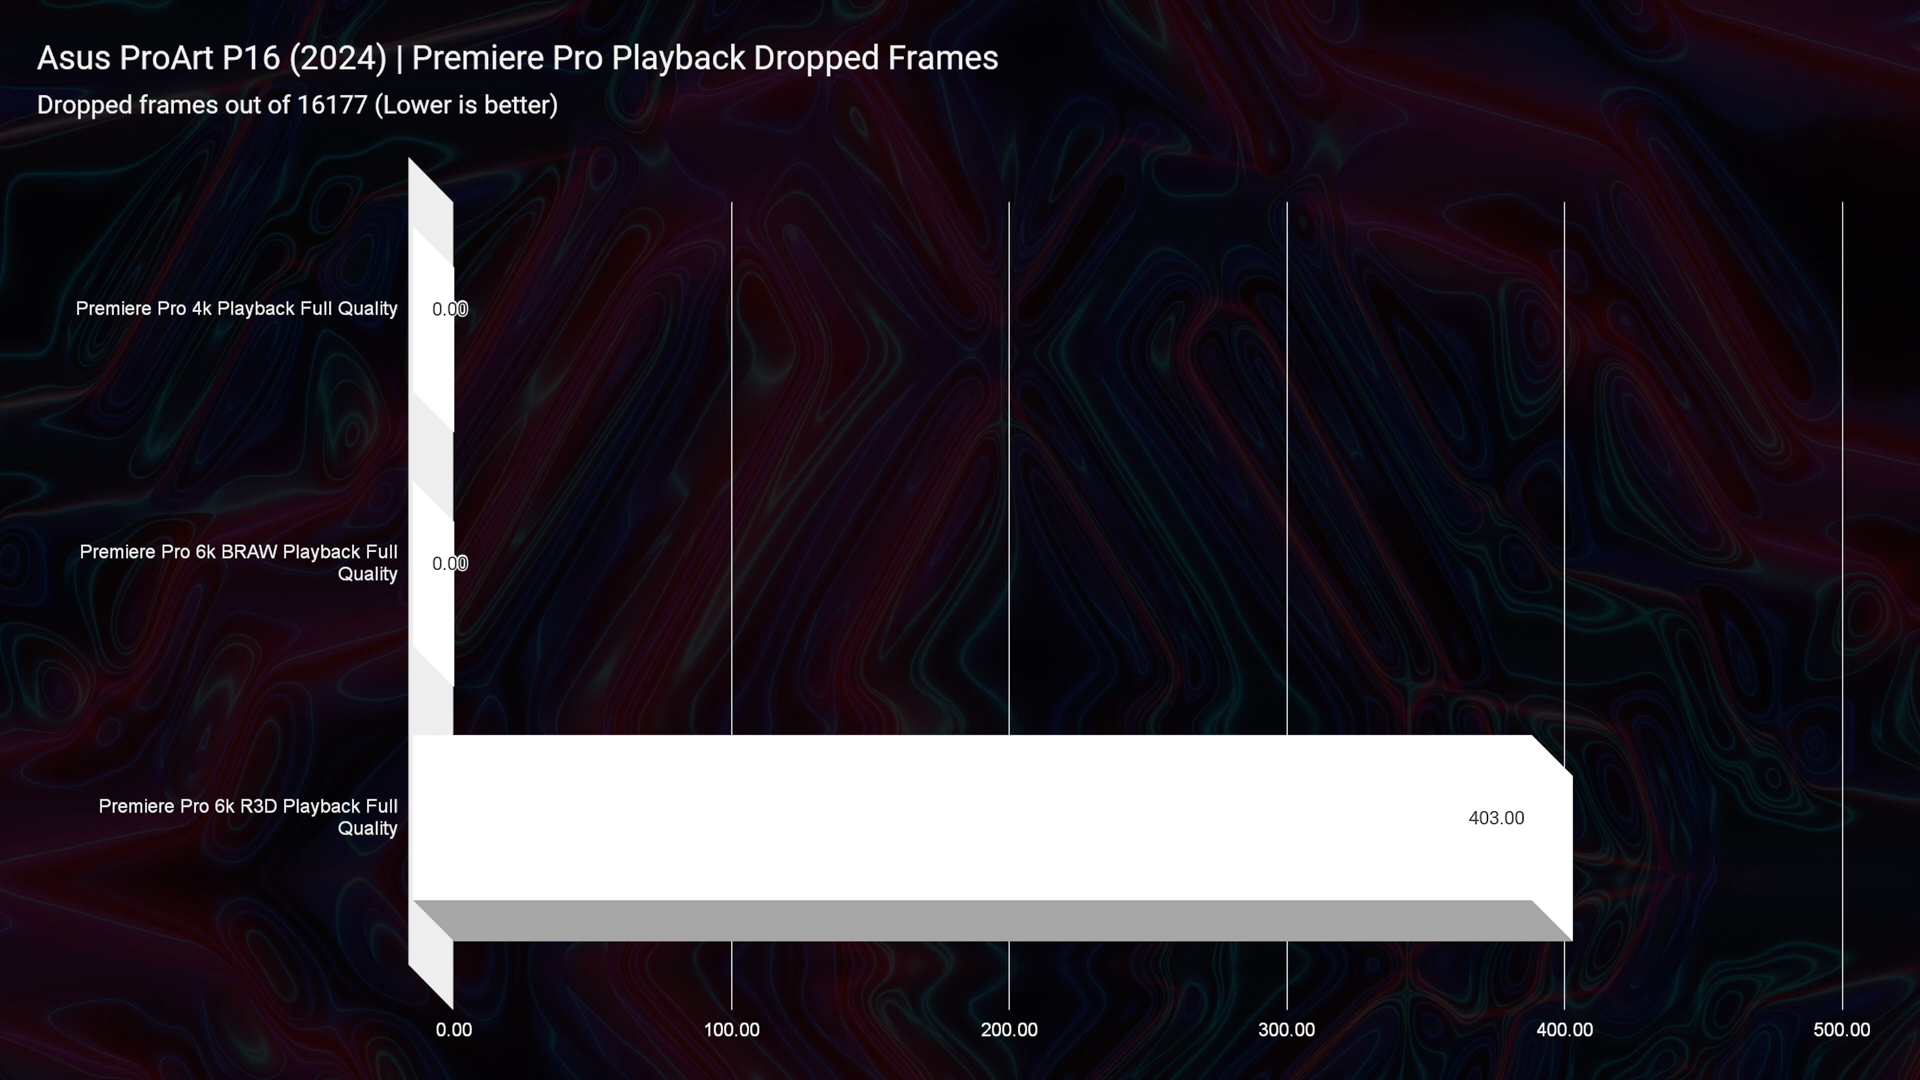 Asus ProArt P16 (2024) | Premiere Pro Playback Dropped Frames
Dropped frames out of 16177 (Lower is better)
Premiere Pro 4k Playback Full Quality
0.00
Premiere Pro 6k BRAW Playback Full
Quality
0.00
Premiere Pro 6k R3D Playback Full
Quality
403.00
0.00
100.00
200.00
300.00
400.00
500.00